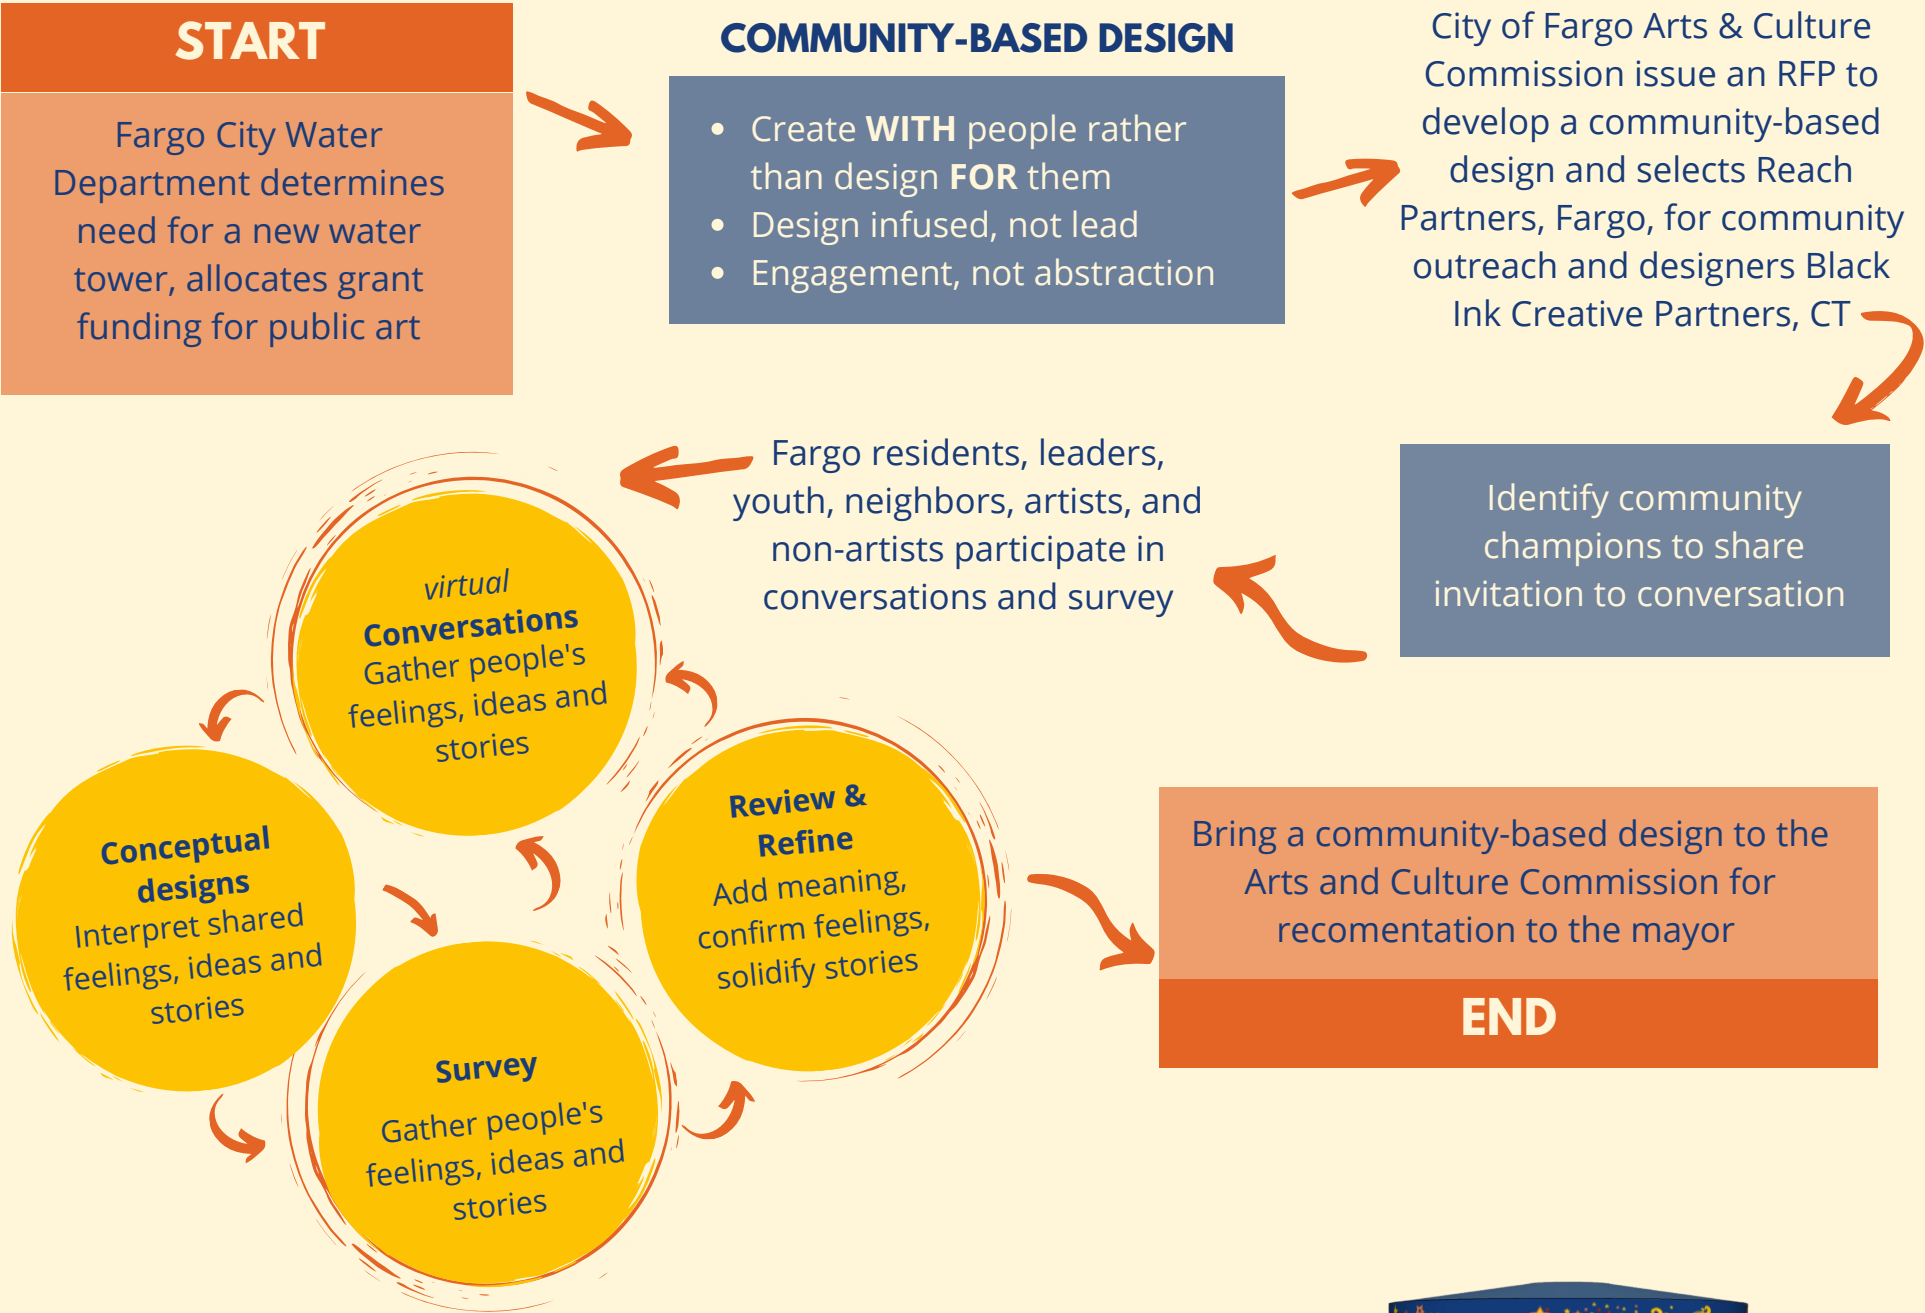 START
Fargo City Water
Department determines
need for a new water
tower, allocates grant
funding for public art
COMMUNITY-BASED DESIGN
• Create WITH people rather
than design FOR them
• Design infused, not lead
• Engagement, not abstraction
City of Fargo Arts & Culture
Commission issue an RFP to
develop a community-based
design and selects Reach
Partners, Fargo, for community
outreach and designers Black
Ink Creative Partners, CT
Identify community
champions to share
invitation to conversation
Fargo residents, leaders,
youth, neighbors, artists, and
non-artists participate in
conversations and survey
virtual
Conversations
Gather people's
feelings, ideas and
stories
Conceptual
designs
Interpret shared
feelings, ideas and
stories
Survey
Gather people's
feelings, ideas and
stories
Review &
Refine
Add meaning,
confirm feelings,
solidify stories
Bring a community-based design to the
Arts and Culture Commission for
recomentation to the mayor
END